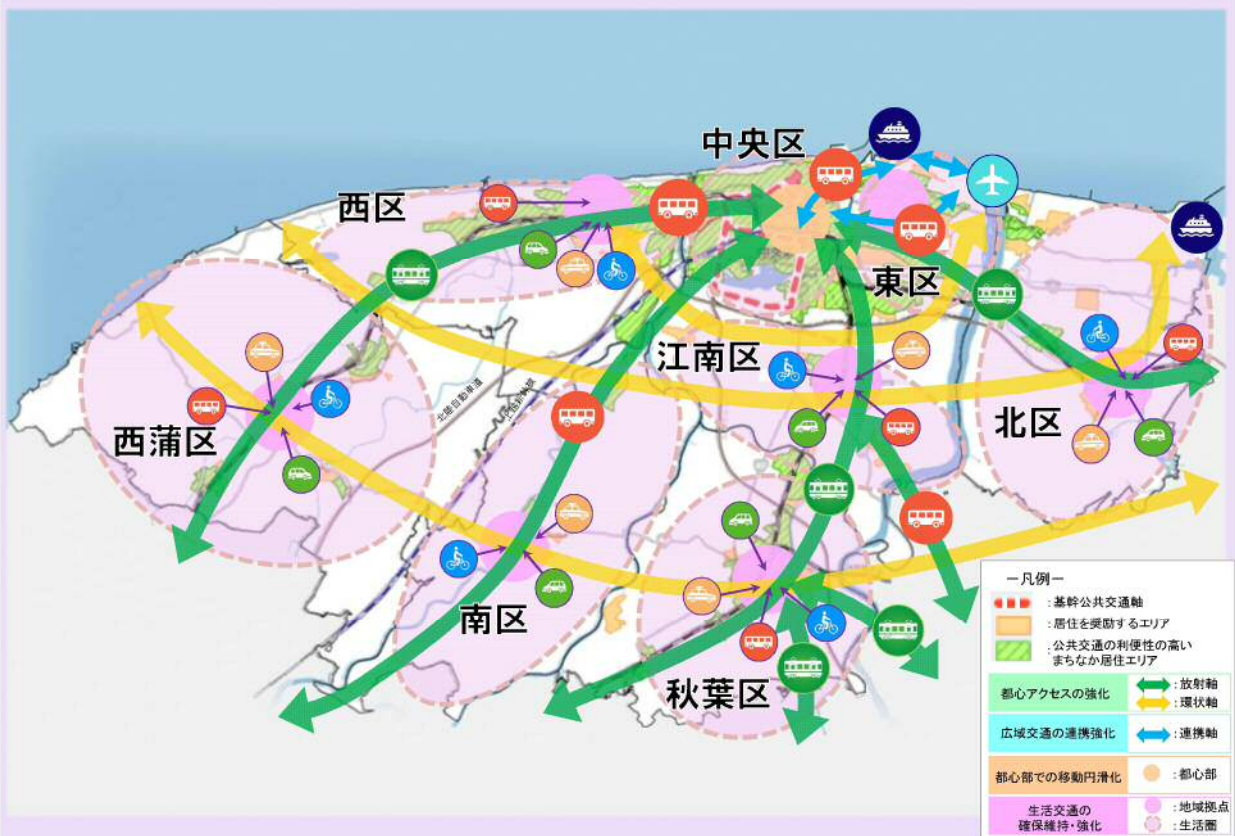 中央区
西区
東区
江南区
北区
西蒲区
北陸自動車道
南区
秋葉区
－凡例－
：基幹公共交通軸
：居住を奨励するエリア
：公共交通の利便性の高い
まちなか居住エリア
都心アクセスの強化
：放射軸
：環状軸
広域交通の連携強化
：連携軸
都心部での移動円滑化
：都心部
生活交通の
確保維持・強化
：地域拠点
：生活圏